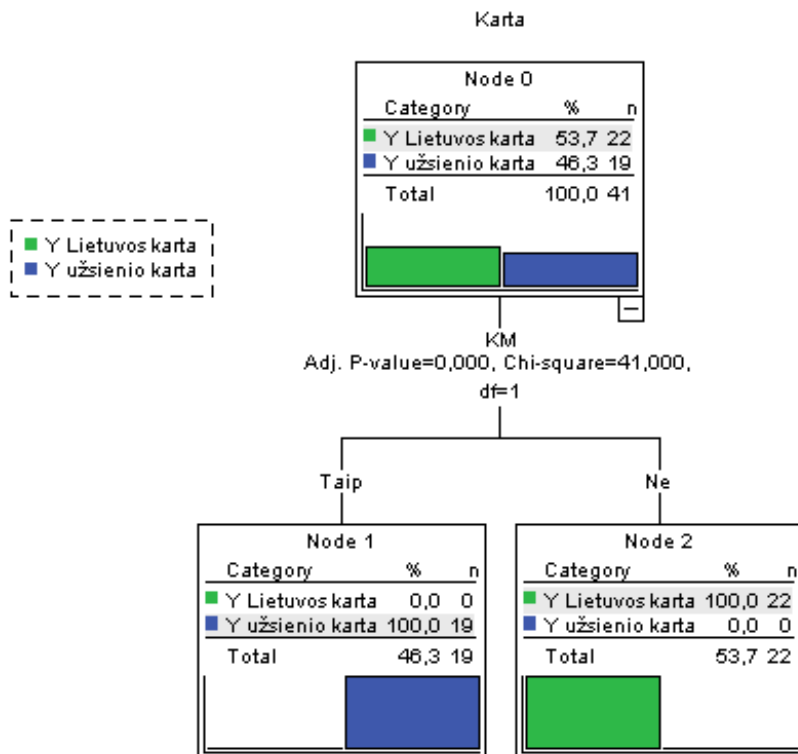 Karta
Node 0
Category % n
Y Lietuvos karta 53,7 22
Y užsienio karta 46,3 19
Total 100,0 41
Y Lietuvos karta
Y užsienio karta
KM
Adj. P-value=0,000, Chi-square=41,000,
df=1
Taip
Ne
Node 1
Category % n
Y Lietuvos karta 0,0 0
Y užsienio karta 100,0 19
Total 46,3 19
Node 2
Category % n
Y Lietuvos karta 100,0 22
Y užsienio karta 0,0 0
Total 53,7 22